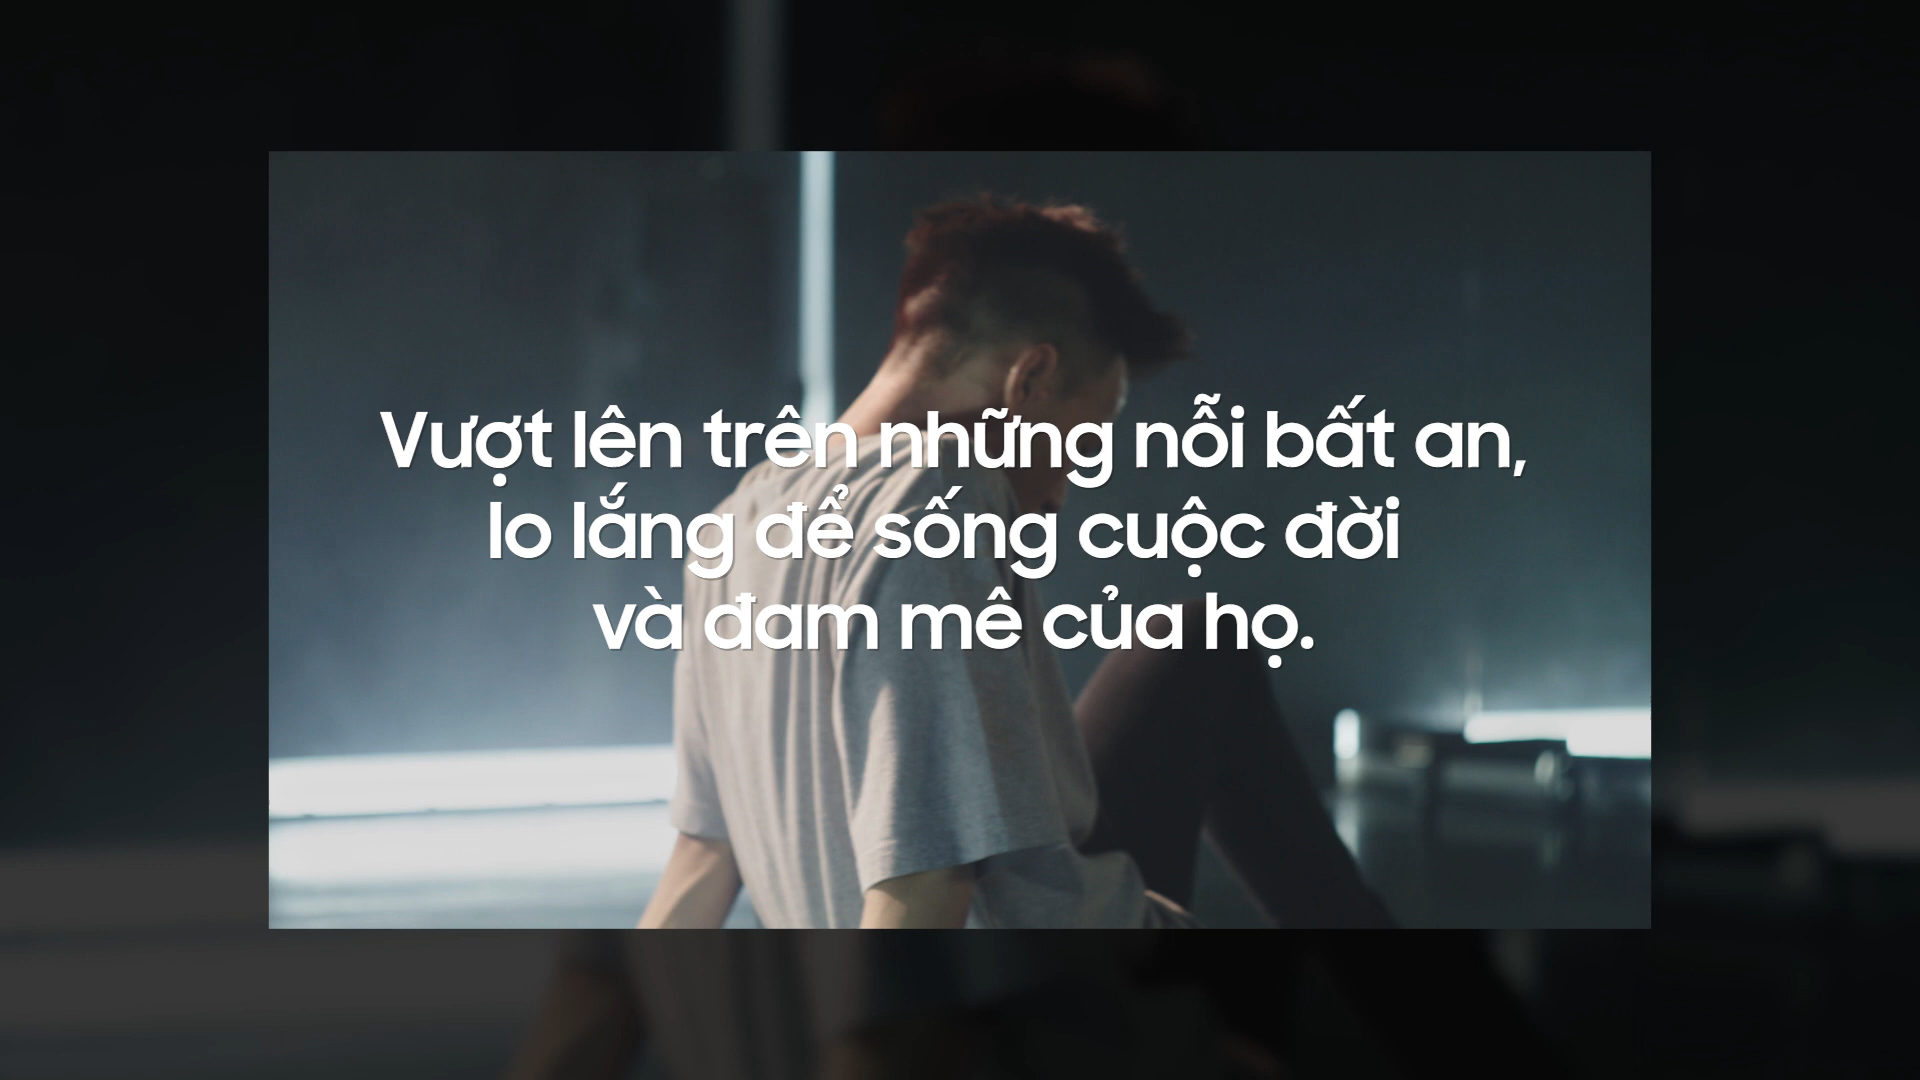 Vượt lên trên những nỗi bất an,
lo lắng để sống cuộc đời
và đam mê của họ.